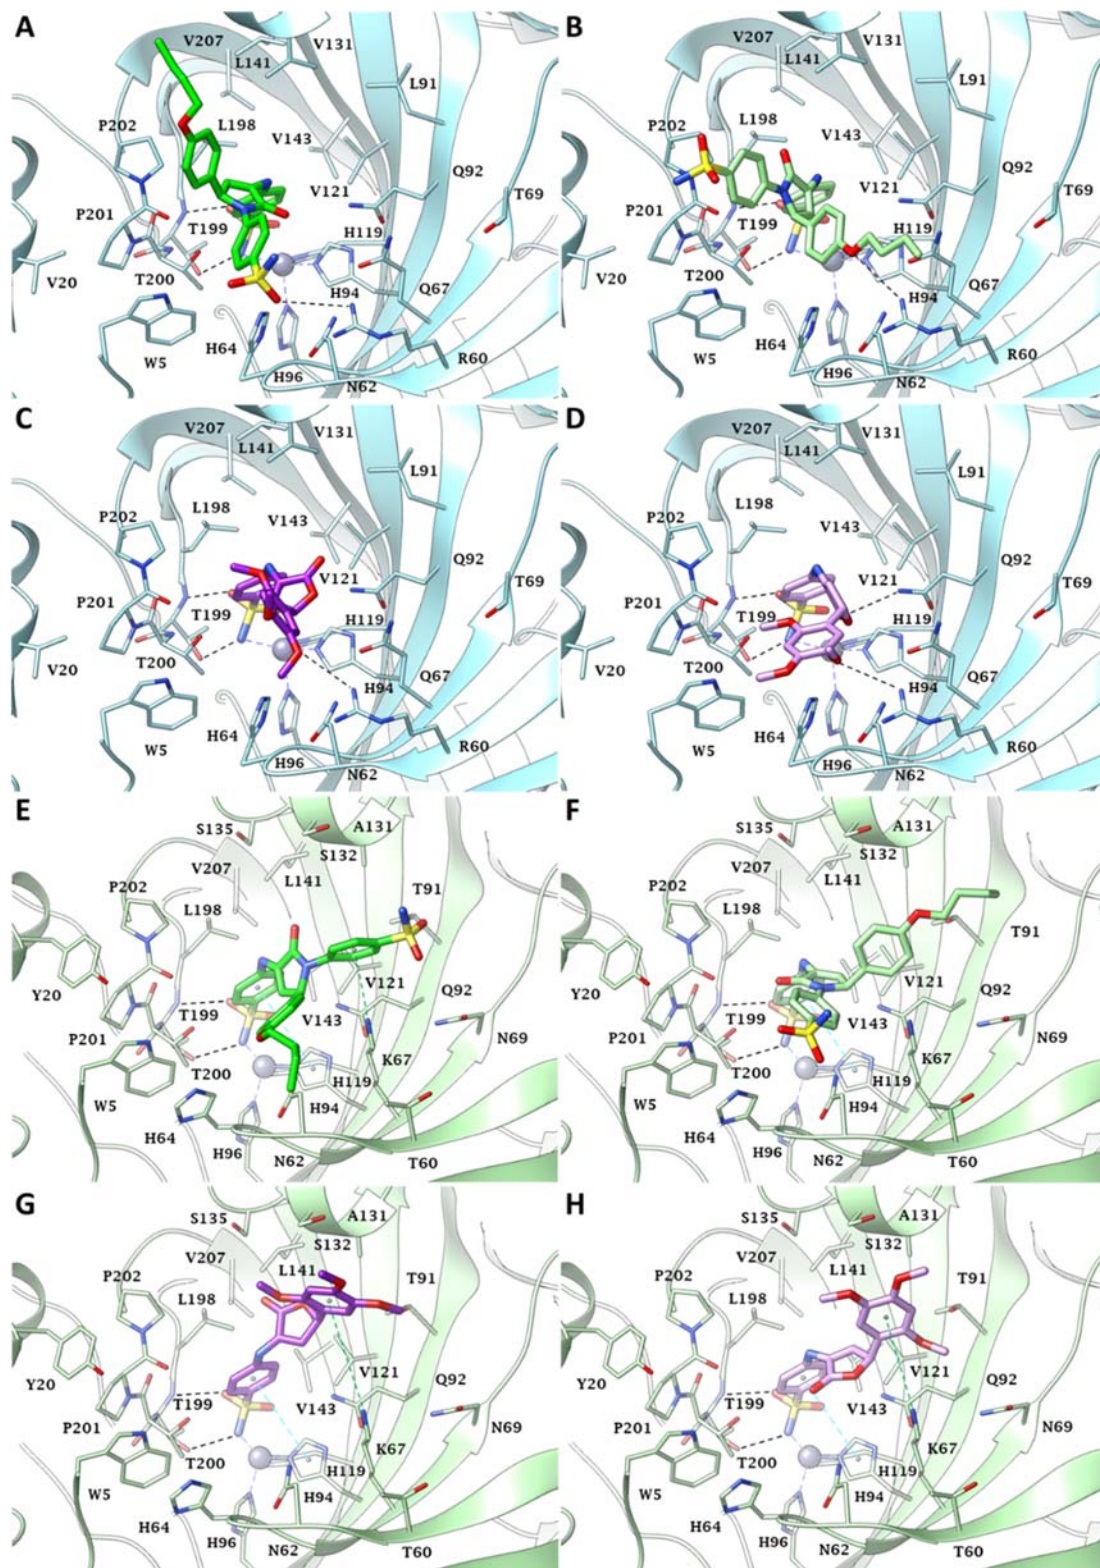 A
V207
V131
L141
L91
P202
L198
V143
Q92
V121
T69
P201
T199
H119
V20
T200
Q67
H94
W5
H64
R60
H96
N62
B
V207
V131
L141
L91
P202
L198
V143
Q92
V121
T69
P201
T199
H119
V20
T200
Q67
H94
W5
H64
R60
H96
N62
C
V207
V131
L141
L91
P202
L198
V143
Q92
V121
T69
P201
T199
H119
V20
T200
Q67
H94
W5
H64
R60
H96
N62
D
V207
V131
L141
L91
P202
L198
V143
Q92
V121
T69
P201
T199
H119
V20
T200
Q67
H94
W5
H64
R60
H96
N62
E
S135
A131
S132
V207
L141
P202
T91
L198
V121
Y20
Q92
T199
V143
N69
P201
K67
T200
H119
W5
H94
H64
H96
N62
T60
F
S135
A131
S132
V207
L141
P202
L198
T91
V121
Y20
Q92
T199
V143
N69
P201
K67
T200
H119
W5
H94
H64
H96
N62
T60
G
S135
A131
S132
V207
L141
P202
T91
L198
V121
Y20
Q92
T199
V143
N69
P201
K67
T200
H119
W5
H94
H64
H96
N62
T60
H
S135
A131
S132
V207
L141
P202
T91
L198
V121
Y20
Q92
T199
V143
N69
P201
K67
T200
H119
W5
H94
H64
H96
N62
T60